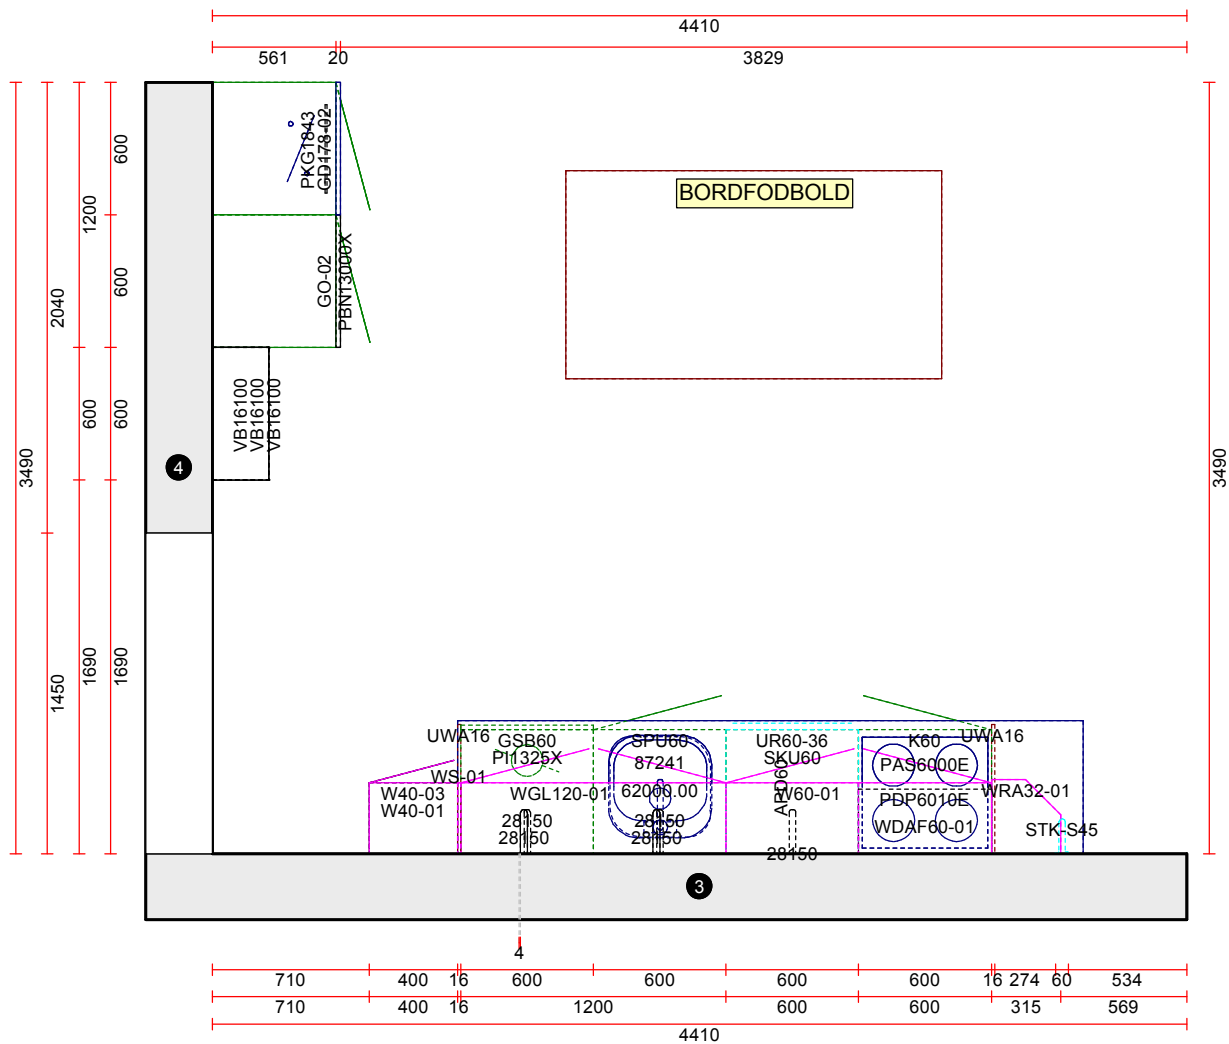 4410
561 20 3829
600
1200
600
2040
600
600
3490
1690
1690
1450
3490
PKG1843
-GD178-02-
GO-02
PBN13000X
VB16100
VB16100
VB16100
4
BORDFODBOLD
UWA16 GSB60 SPU60 UR60-36 K60 UWA16
PI1325X 87241 SKU60 PAS6000E
WS-01
W40-03 WGL120-01 62000.00 APD60 W60-01 PDP6010E WRA32-01
W40-01
28150 28150 WDAF60-01 STK-S45
28150 28150
28150
3
4
710 400 16 600 600 600 600 16 274 60 534
710 400 16 1200 600 600 315 569
4410